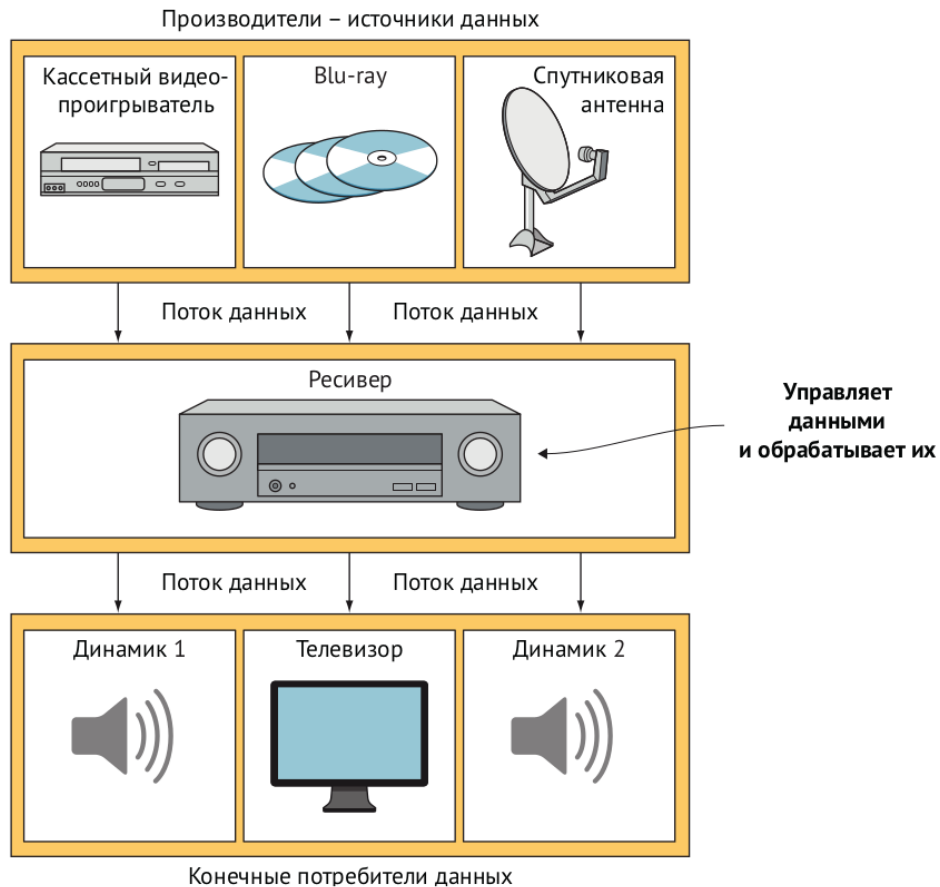 Производители – источники данных
Кассетный видео-
проигрыватель
Blu-ray
Спутниковая
антенна
Поток данных
Поток данных
Ресивер
Управляет
данными
и обрабатывает их
Поток данных
Поток данных
Динамик 1
Телевизор
Динамик 2
Конечные потребители данных